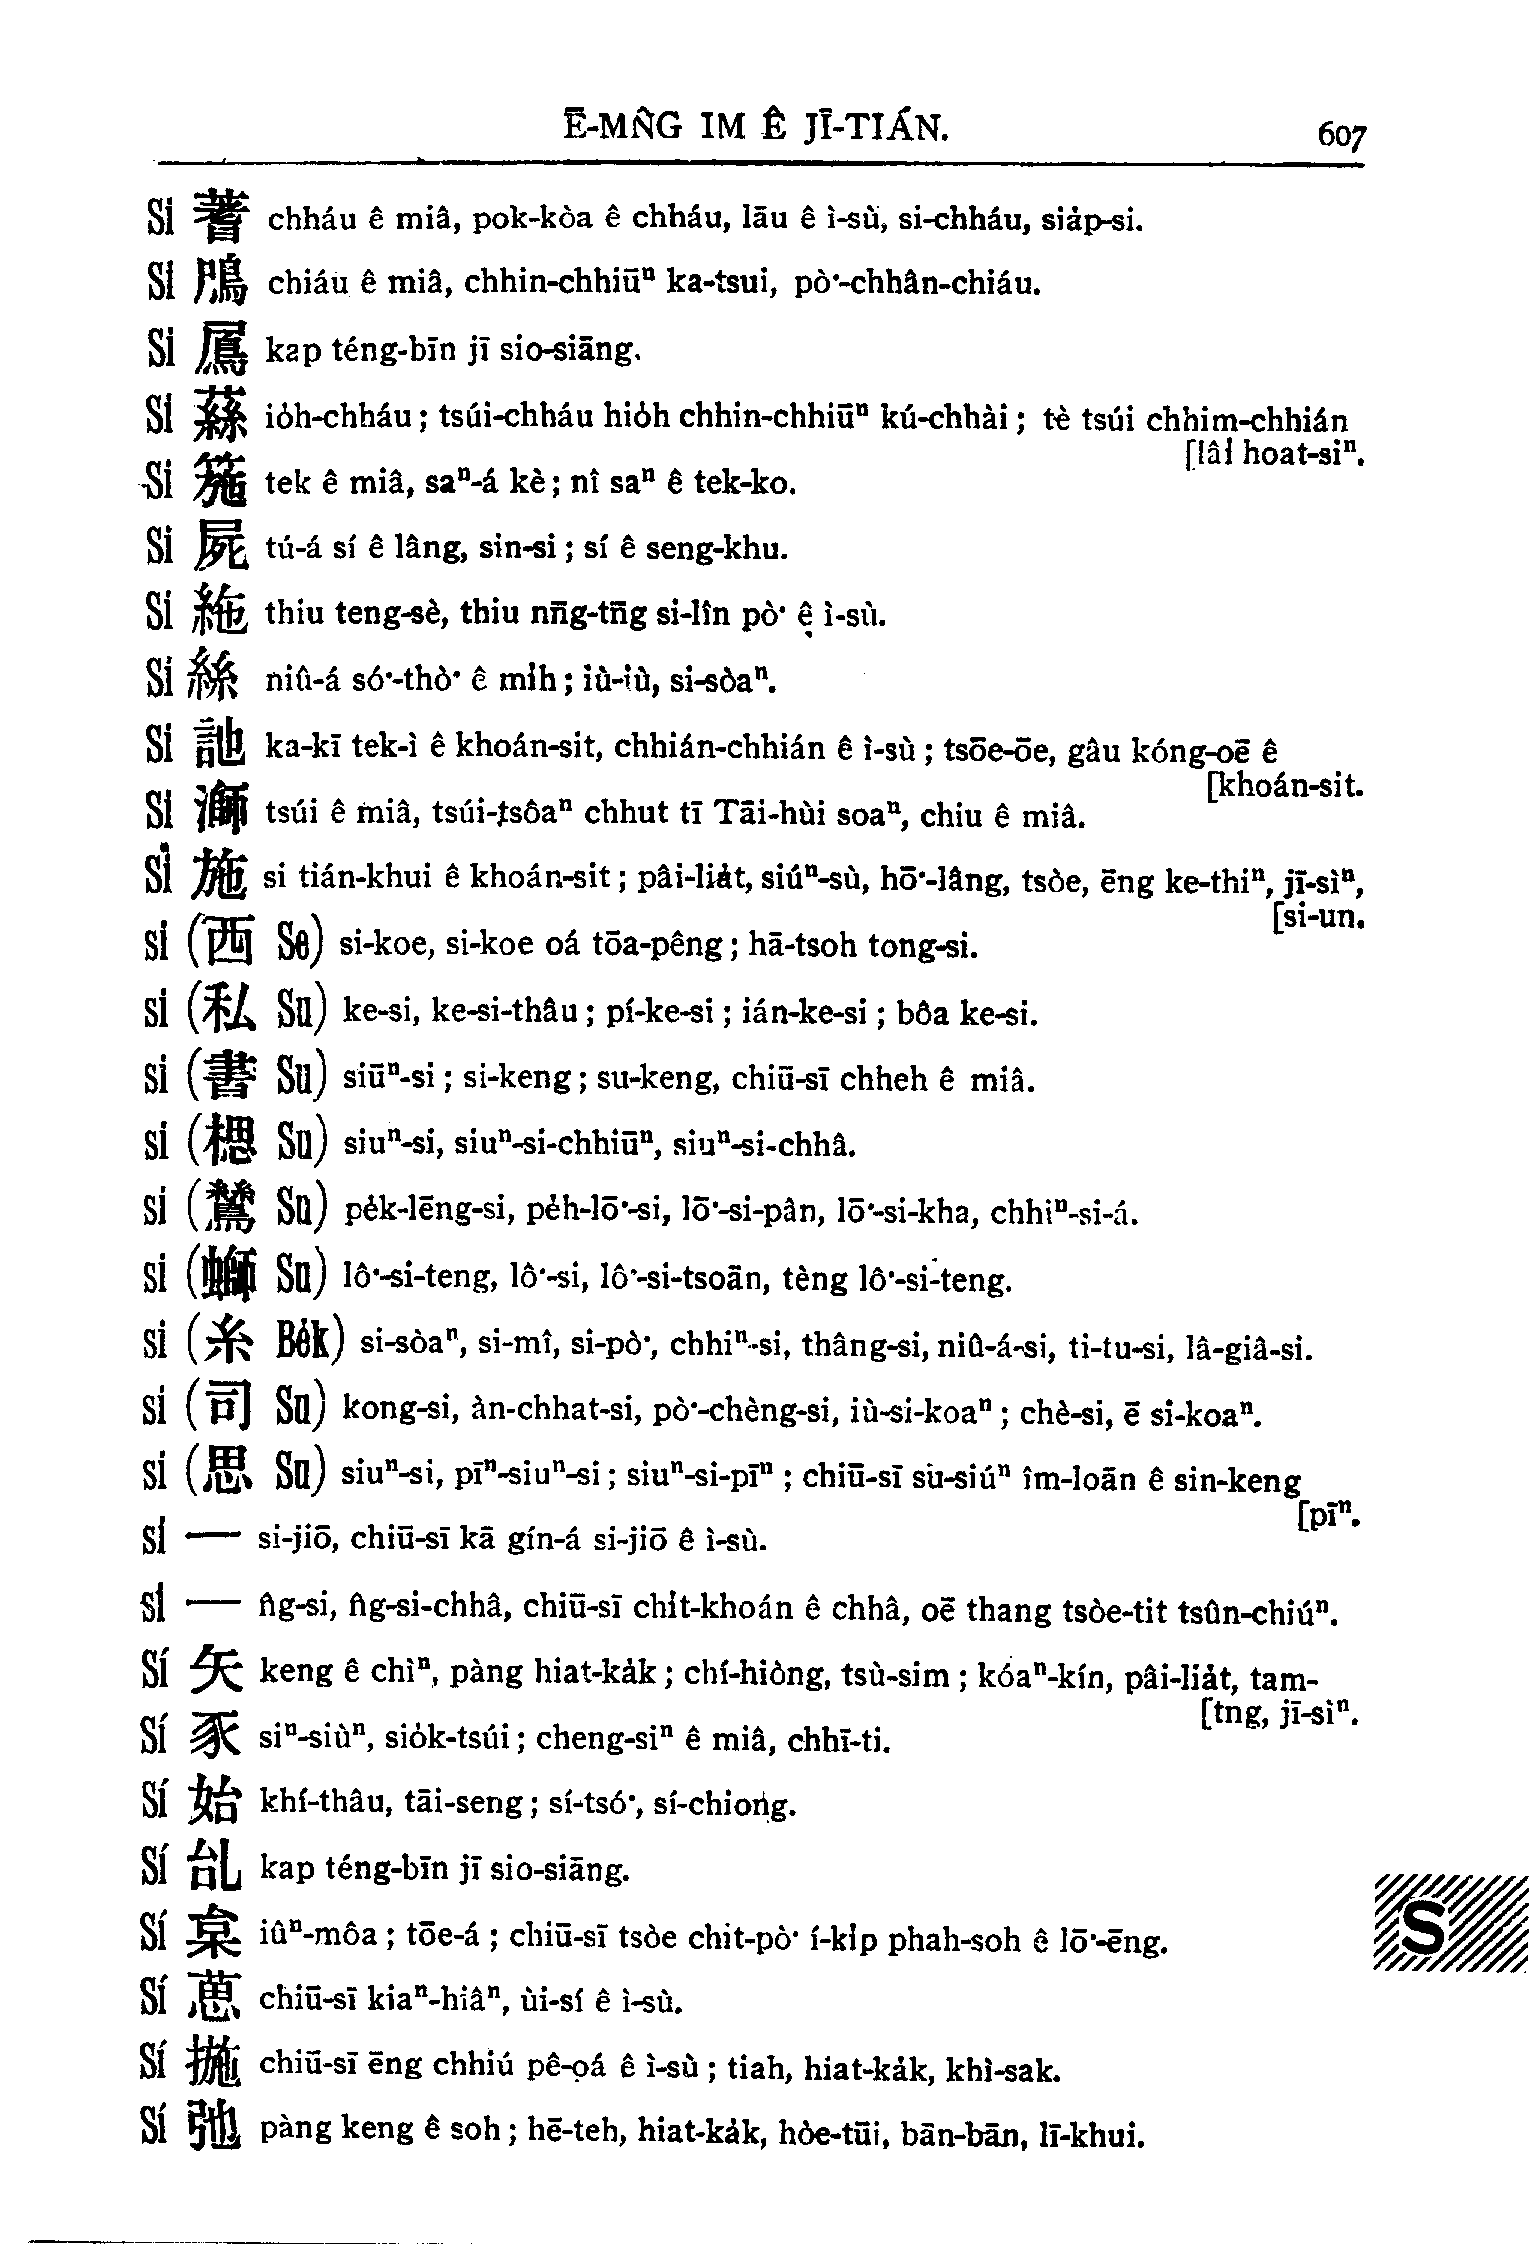 Ē-MN̂G IM Ê JĪ-TIÁN.
607
Si 蓍 chháu ê miâ, pok-kòa ê chháu, lāu ê ì-sù, si-chháu, sia̍p-si.
Si 鳲 chiáu ê miâ, chhin-chhiūⁿ ka-tsui, pò͘-chhân-chiáu.
Si kap téng-bīn jī sio-siāng.
Si 蕬 io̍h-chháu; tsúi-chháu hio̍h chhin-chhiūⁿ kú-chhài; tè tsúi chhim-chhián
[lâi hoat-siⁿ.
Si 箷 tek ê miâ, saⁿ-á kè; nî saⁿ ê tek-ko.
Si 屍 tú-á sí ê lâng, sin-si; sí ê seng-khu.
Si 絁 thiu teng-sè, thiu nn̄g-tn̄g si-lîn pò͘ ê ì-sù.
Si 絲 niû-á só͘-thò͘ ê mi̍h; iù-iù, si-sòaⁿ.
Si 訑 ka-kī tek-ì ê khoán-sit, chhián-chhián ê ì-sù; tsōe-ōe, gâu kóng-oē ê
[khoán-sit.
Si 溮 tsúi ê miâ, tsúi-tsôaⁿ chhut tī Tāi-hùi soaⁿ, chiu ê miâ.
Si 施 si tián-khui ê khoán-sit; pâi-lia̍t, siúⁿ-sù, hō͘-lâng, tsòe, ēng ke-thiⁿ, jī-sìⁿ,
[si-un.
si (西 Se) si-koe, si-koe oá tōa-pêng; hā-tsoh tong-si.
si (私 Su) ke-si, ke-si-thâu; pí-ke-si; ián-ke-si; bôa ke-si.
si (書 Su) siūⁿ-si; si-keng; su-keng, chiū-sī chheh ê miâ.
si (楒 Su) siuⁿ-si, siuⁿ-si-chhiūⁿ, siuⁿ-si-chhâ.
si (鷥 Su) pe̍k-lēng-si, pe̍h-lō͘-si, lō͘-si-pân, lō͘-si-kha, chhiⁿ-si-á.
si (螄 Su) lô͘-si-teng, lô͘-si, lô͘-si-tsoān, tèng lô͘-si-teng.
si (糸 Be̍k) si-sòaⁿ, si-mî, si-pò͘, chhiⁿ-si, thâng-si, niû-á-si, ti-tu-si, lâ-giâ-si.
si (司 Su) kong-si, àn-chhat-si, pò͘-chèng-si, iù-si-koaⁿ; chè-si, ē si-koaⁿ.
si (思 Su) siuⁿ-si, pīⁿ-siuⁿ-si; siuⁿ-si-pīⁿ; chiū-sī su-siúⁿ îm-loān ê sin-keng
[pīⁿ.
si — si-jiō, chiū-sī kā gín-á si-jiō ê ì-sù.
si — n̂g-si, n̂g-si-chhâ, chiū-sī chi̍t-khoán ê chhâ, oē thang tsòe-tit tsûn-chiúⁿ.
Sí 矢 keng ê chìⁿ, pàng hiat-ka̍k; chí-hiòng, tsù-sim; kóaⁿ-kín, pâi-lia̍t, tam-
[tng, jī-sìⁿ.
Sí 豕 siⁿ-siùⁿ, sio̍k-tsúi; cheng-siⁿ ê miâ, chhī-ti.
Sí 始 khí-thâu, tāi-seng; sí-tsó͘, sí-chiong.
Sí 乨 kap téng-bīn jī sio-siāng.
Sí 枲 iûⁿ-môa; tōe-á; chiū-sī tsòe chit-pò͘ í-ki̍p phah-soh ê lō͘-ēng.
Sí 葸 chiū-sī kiaⁿ-hiâⁿ, ùi-sí ê ì-sù.
Sí 揓 chiū-sī ēng chhiú pê-oá ê ì-sù; tiah, hiat-ka̍k, khì-sak.
Sí 弛 pàng keng ê soh; hē-teh, hiat-ka̍k, hòe-tūi, bān-bān, lī-khui.
S